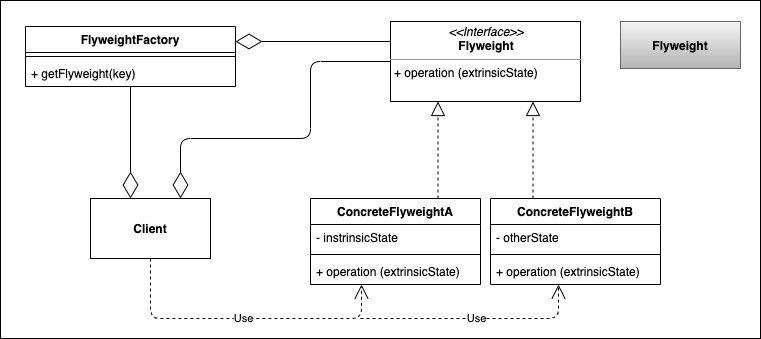 FlyweightFactory
+ getFlyweight(key)
<<Interface>>
Flyweight
+ operation (extrinsicState)
Flyweight
Client
ConcreteFlyweightA
- instrinsicState
+ operation (extrinsicState)
ConcreteFlyweightB
- otherState
+ operation (extrinsicState)
Use
Use